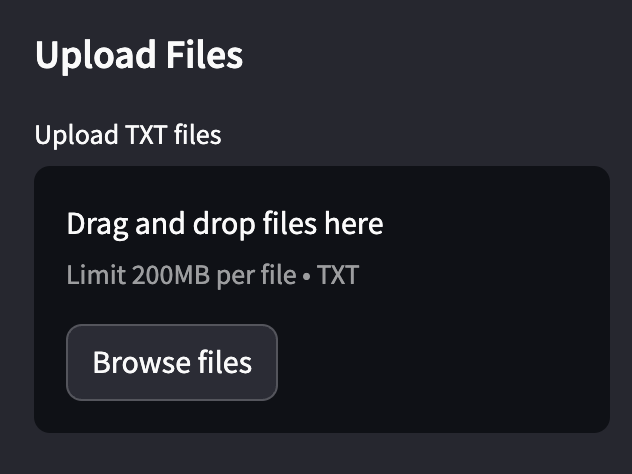 Upload Files
Upload TXT files
Drag and drop files here
Limit 200MB per file • TXT
Browse files